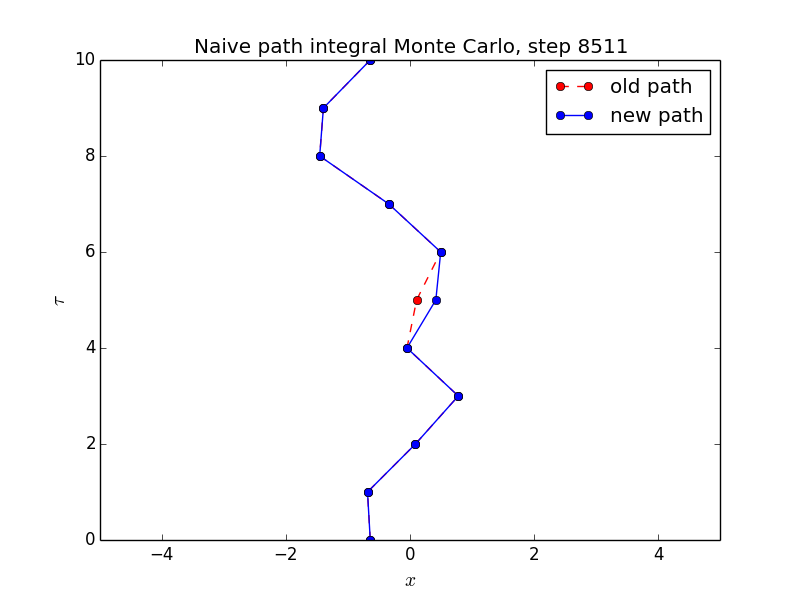 Naive path integral Monte Carlo, step 8511
old path
new path
10
8
6
4
2
0
τ
−4
−2
0
2
4
x